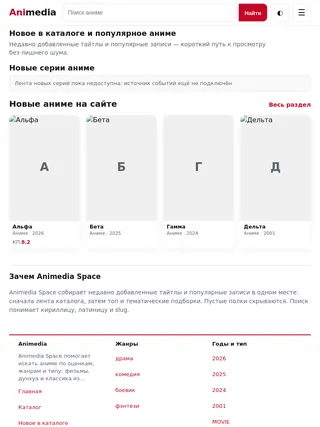 Animedia
Поиск аниме
Найти
Новое в каталоге и популярное аниме
Недавно добавленные тайтлы и популярные записи — короткий путь к просмотру
без лишнего шума.
Новые серии аниме
Лента новых серий пока недоступна: источник событий ещё не подключён
Новые аниме на сайте
Весь раздел
Альфа
Бета
Дельта
А
Б
Г
Д
Альфа
Аниме · 2026
КП 8.2
Бета
Аниме · 2025
Гамма
Аниме · 2024
Дельта
Аниме · 2001
Зачем Animedia Space
Animedia Space собирает недавно добавленные тайтлы и популярные записи в одном месте:
сначала лента каталога, затем топ и тематические подборки. Пустые полки скрываются. Поиск
понимает кириллицу, латиницу и slug.
Animedia
Animedia Space помогает
искать аниме по оценкам,
жанрам и типу: фильмы,
дунхуа и классика из…
Главная
Каталог
Новое в каталоге
Жанры
драма
комедия
боевик
фэнтези
Годы и тип
2026
2025
2024
2001
MOVIE